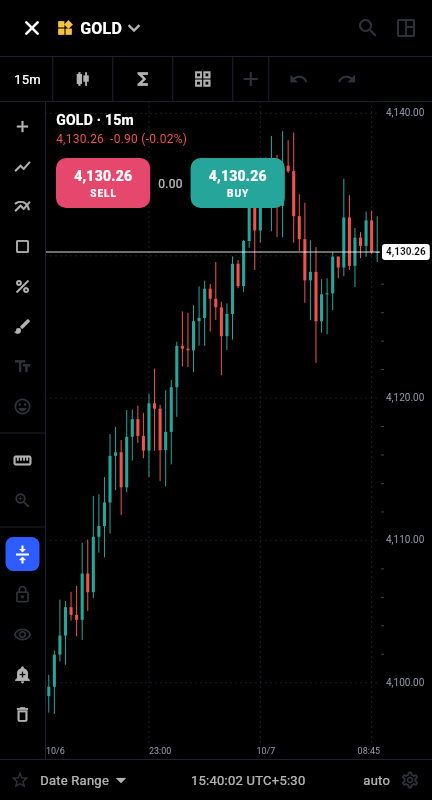 GOLD
15m
Σ
GOLD · 15m
4,130.26 -0.90 (-0.02%)
4,130.26
SELL
0.00
4,130.26
BUY
4,140.00
4,130.26
4,120.00
4,110.00
4,100.00
Tт
10/6
23:00
10/7
08:45
Date Range
15:40:02 UTC+5:30
auto